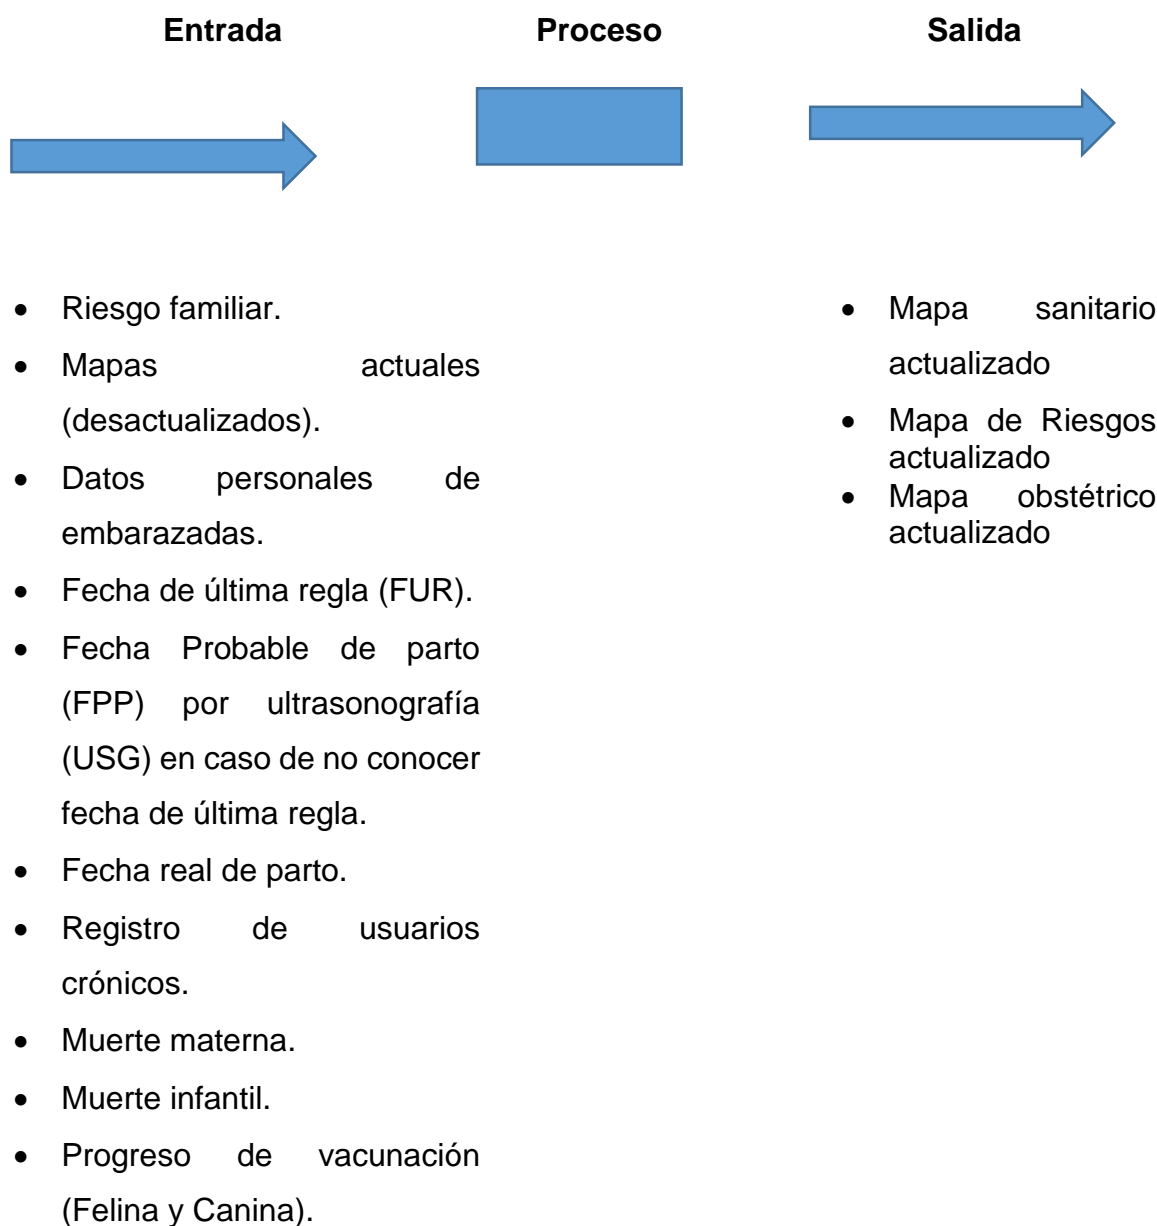 Entrada
Proceso
Salida
• Riesgo familiar.
• Mapas actuales
(desactualizados).
• Datos personales de
embarazadas.
• Fecha de última regla (FUR).
• Fecha Probable de parto
(FPP) por ultrasonografía
(USG) en caso de no conocer
fecha de última regla.
• Fecha real de parto.
• Registro de usuarios
crónicos.
• Muerte materna.
• Muerte infantil.
• Progreso de vacunación
(Felina y Canina).
• Mapa sanitario
actualizado
• Mapa de Riesgos
actualizado
• Mapa obstétrico
actualizado